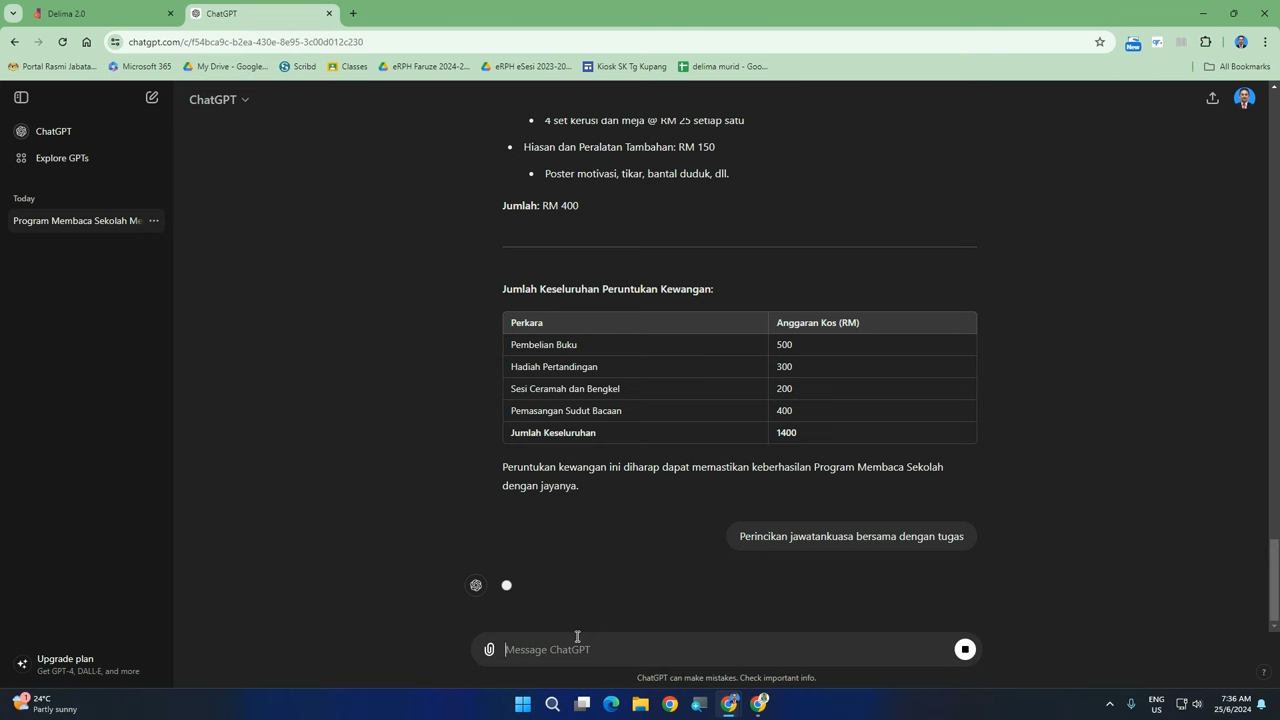 Delima 2.0
ChatGPT
chatgpt.com/c/f54bca9c-b2ea-430e-8e95-3c00d012c230
New
Portal Rasmi Jabata...
Microsoft 365
My Drive - Google...
Scribd
Classes
eRPH Faruze 2024-2...
eRPH eSesi 2023-20...
Kiosk SK Tg Kupang
delima murid - Goo...
All Bookmarks
ChatGPT
ChatGPT
Explore GPTs
Today
Program Membaca Sekolah Me
4 set kerusi dan meja @ RM 25 setiap satu
Hiasan dan Peralatan Tambahan: RM 150
Poster motivasi, tikar, bantal duduk, dll.
Jumlah: RM 400
Jumlah Keseluruhan Peruntukan Kewangan:
Perkara Anggaran Kos (RM)
Pembelian Buku 500
Hadiah Pertandingan 300
Sesi Ceramah dan Bengkel 200
Pemasangan Sudut Bacaan 400
Jumlah Keseluruhan 1400
Peruntukan kewangan ini diharap dapat memastikan keberhasilan Program Membaca Sekolah
dengan jayanya.
Perincikan jawatankuasa bersama dengan tugas
Message ChatGPT
ChatGPT can make mistakes. Check important info.
?
Upgrade plan
Get GPT-4, DALL·E, and more
1
24°C
Partly sunny
ENG
US
7:36 AM
25/6/2024